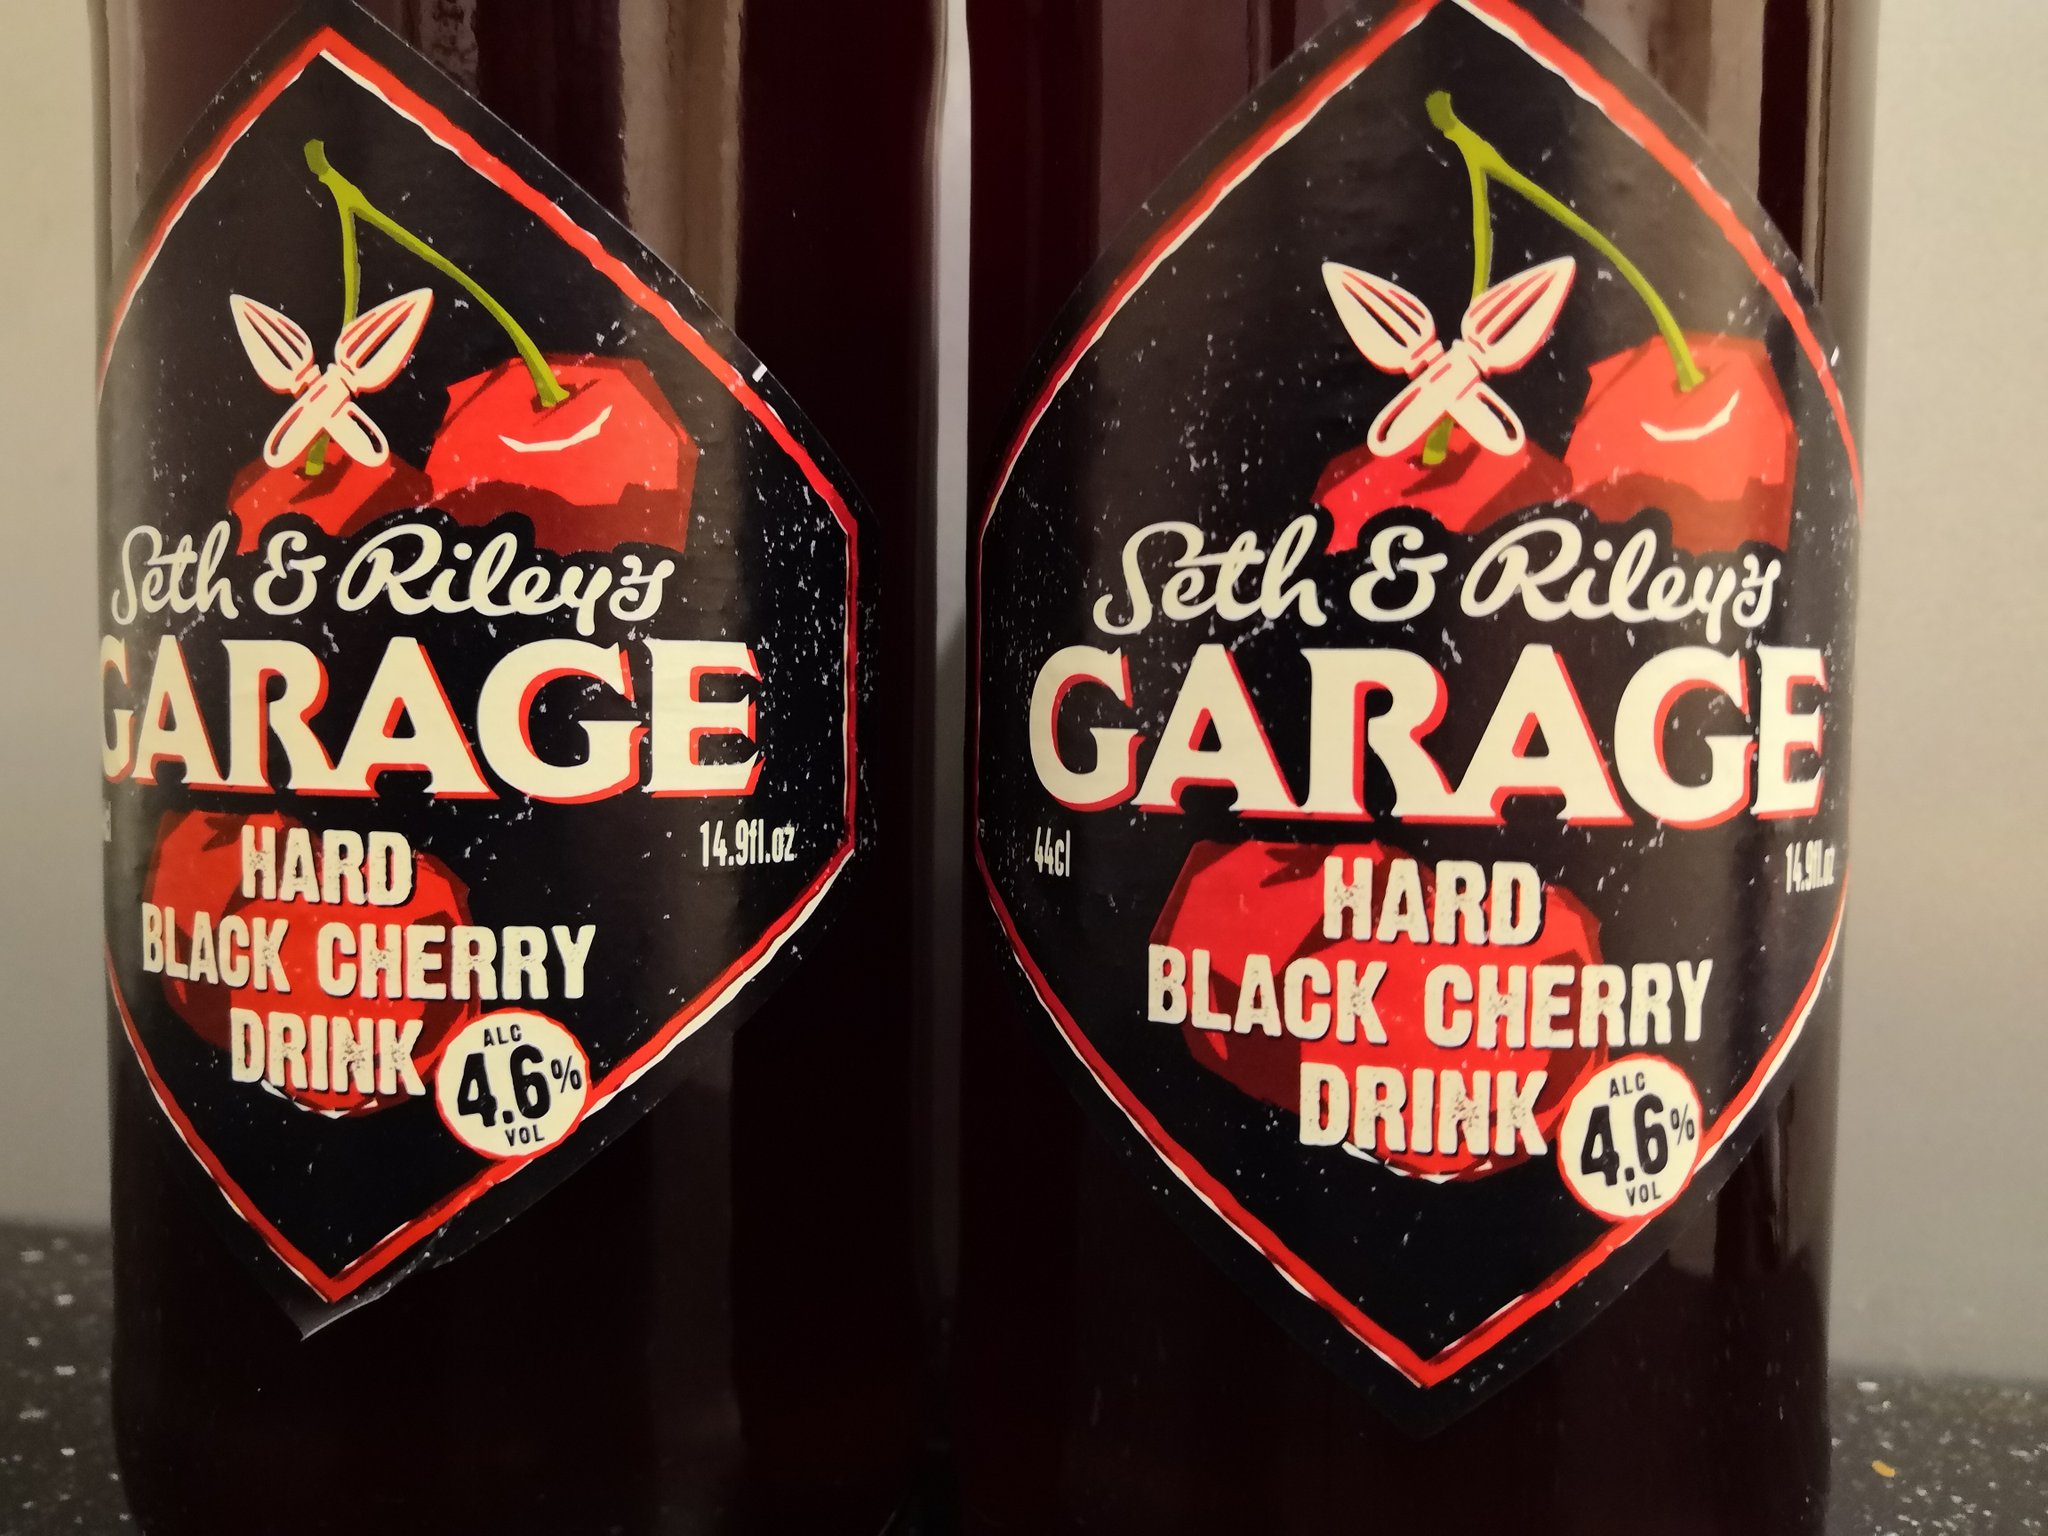 Seth & Riley's
GARAGE
14.9fl.oz
HARD
BLACK CHERRY
DRINK
ALC
4.6%
VOL
Seth & Riley's
GARAGE
44cl
14.9fl.oz
HARD
BLACK CHERRY
DRINK
ALC
4.6%
VOL